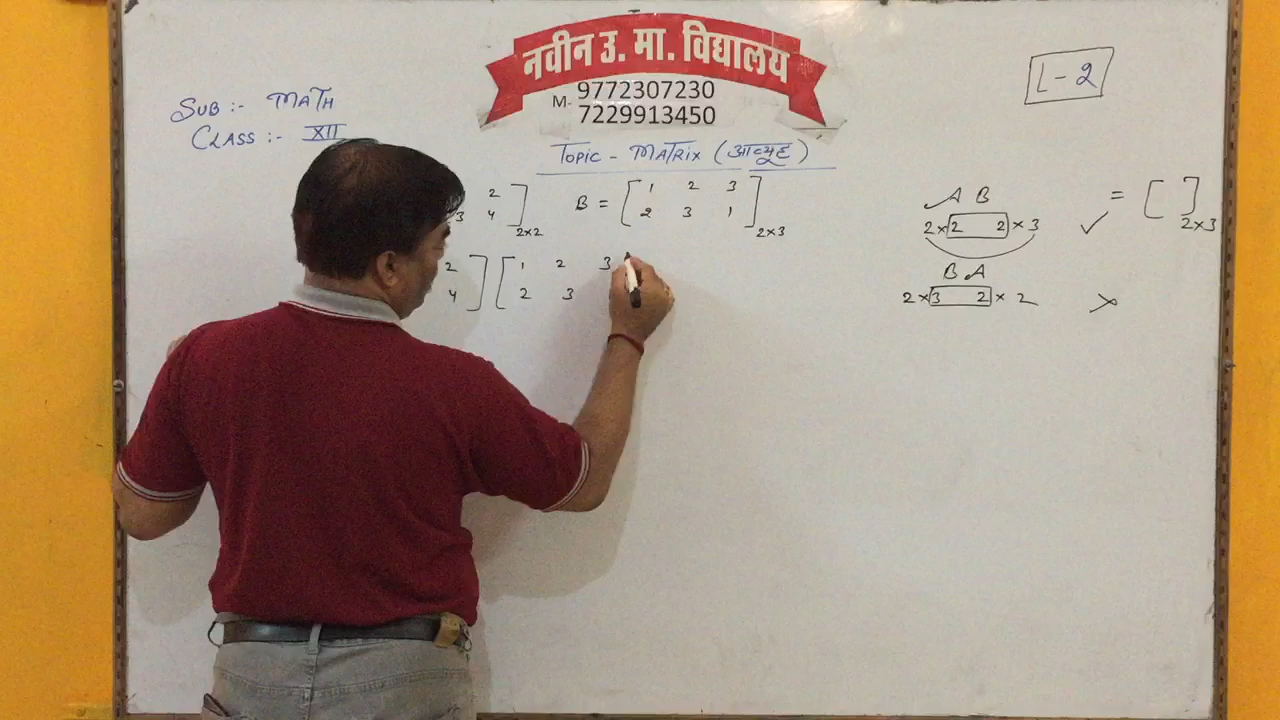 नवीन उ. मा. विद्यालय
M- 9772307230
7229913450
L-2
SUB :- MATH
CLASS :- XII
TOPIC - MATRIX (आव्यूह)
2
3 4 ] 2×2
B = [ 1 2 3
2 3 1 ] 2×3
2 ] [ 1 2 3
4 2 3
A B
2×2 2×3 ✓ = [ ] 2×3
B A
2×3 2×2 ×